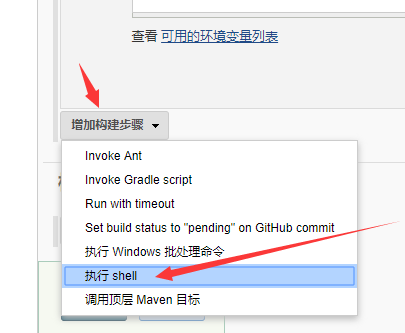 查看 可用的环境变量列表
增加构建步骤
Invoke Ant
Invoke Gradle script
Run with timeout
Set build status to "pending" on GitHub commit
执行 Windows 批处理命令
执行 shell
调用顶层 Maven 目标